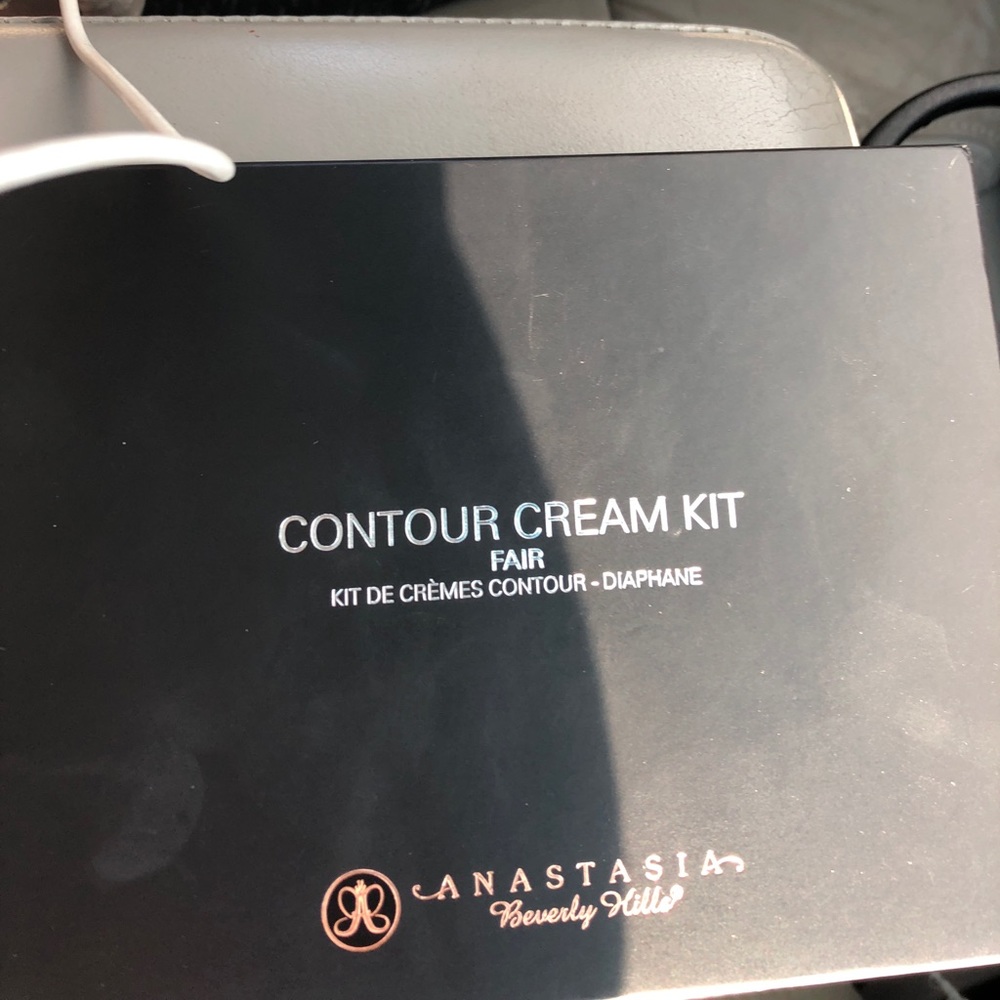 CONTOUR CREAM KIT
FAIR
KIT DE CRÈMES CONTOUR - DIAPHANE
ANASTASIA
Beverly Hills